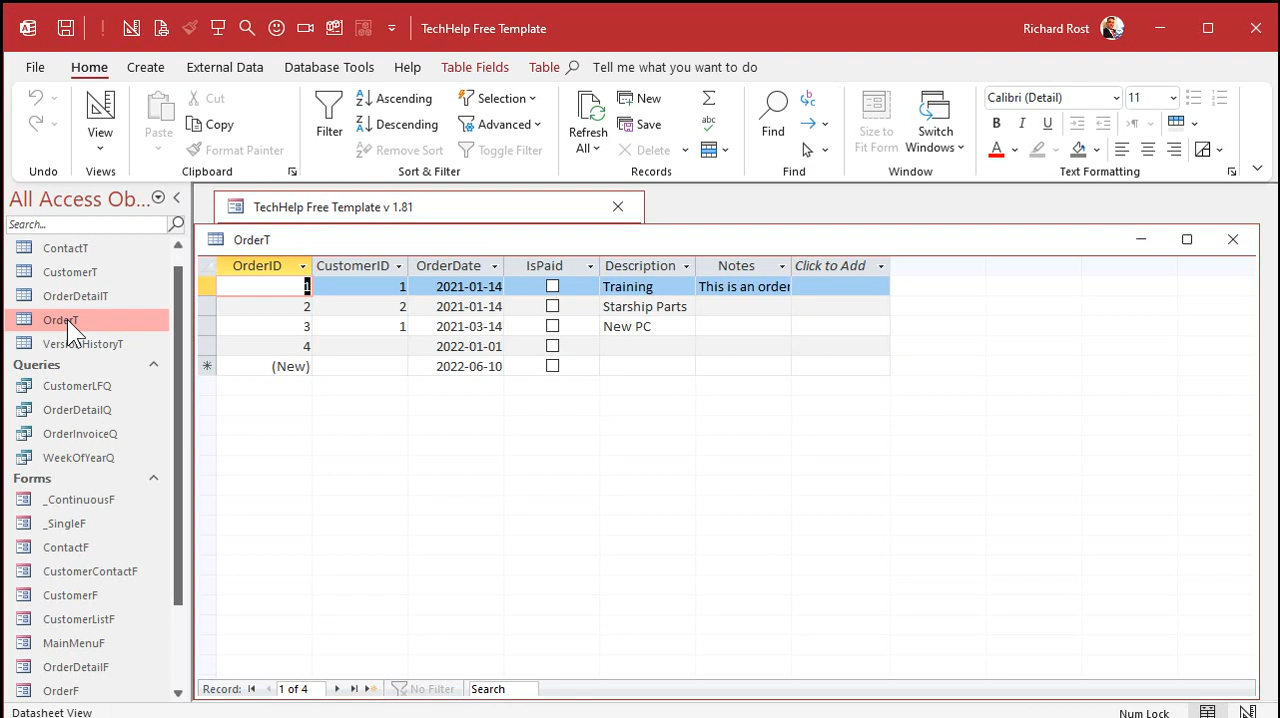 TechHelp Free Template
Richard Rost
File Home Create External Data Database Tools Help Table Fields Table Tell me what you want to do
View
Paste
Cut
Copy
Format Painter
Filter
Ascending
Descending
Remove Sort
Selection
Advanced
Toggle Filter
Refresh
All
New
Save
Delete
Find
Size to
Fit Form
Switch
Windows
Calibri (Detail) 11
B I U A
Undo Views Clipboard Sort & Filter Records Find Window Text Formatting
All Access Ob...
Search...
ContactT
CustomerT
OrderDetailT
OrderT
Queries
CustomerLFQ
OrderDetailQ
OrderInvoiceQ
WeekOfYearQ
Forms
_ContinuousF
_SingleF
ContactF
CustomerContactF
CustomerF
CustomerListF
MainMenuF
OrderDetailF
OrderF
TechHelp Free Template v 1.81
OrderT
OrderID CustomerID OrderDate IsPaid Description Notes Click to Add
1 1 2021-01-14 Training This is an order
2 2 2021-01-14 Starship Parts
3 1 2021-03-14 New PC
4 2022-01-01
(New) 2022-06-10
Record: 1 of 4 No Filter Search
Datasheet View
Num Lock